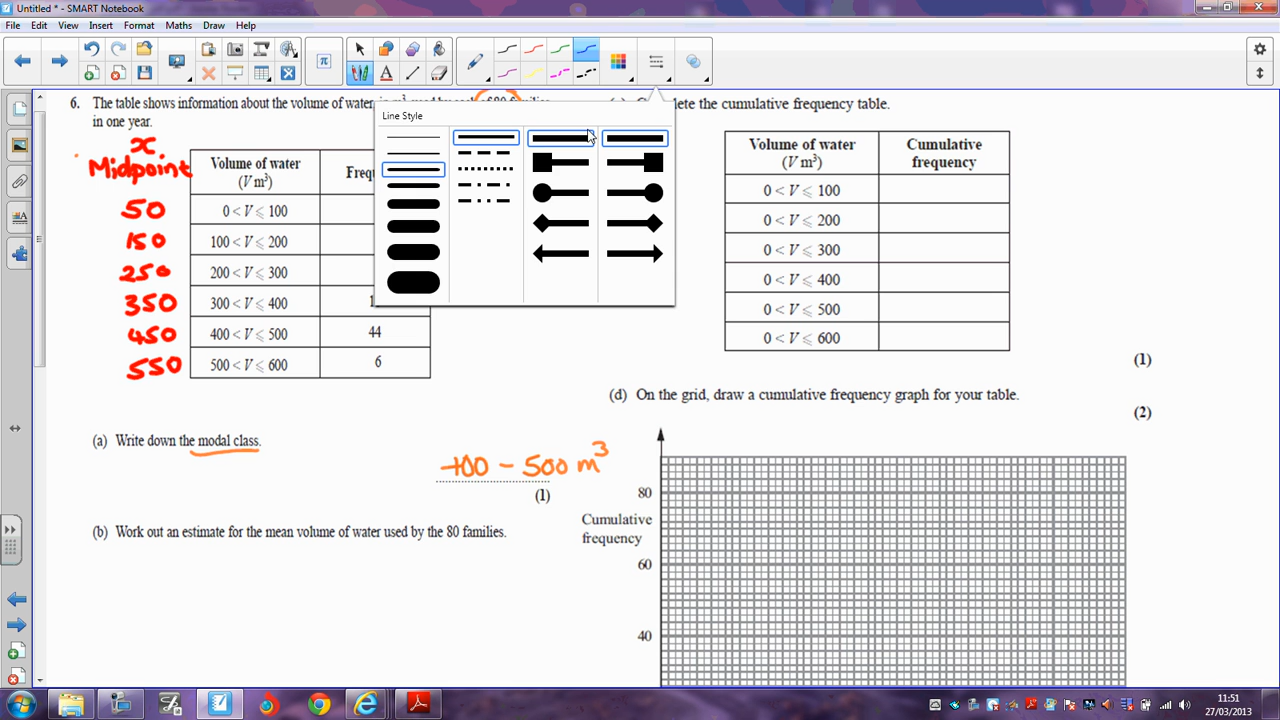 Untitled * - SMART Notebook
File Edit View Insert Format Maths Draw Help
6. The table shows information about the volume of water, in m³, used by each of 80 families
in one year.
Line Style
x
Midpoint
Volume of water
(V m³)
50
0 < V ⩽ 100
150
100 < V ⩽ 200
250
200 < V ⩽ 300
350
300 < V ⩽ 400
450
400 < V ⩽ 500 44
550
500 < V ⩽ 600 6
(a) Write down the modal class.
400 - 500 m³
(1)
(b) Work out an estimate for the mean volume of water used by the 80 families.
lete the cumulative frequency table.
Volume of water
(V m³)
Cumulative
frequency
0 < V ⩽ 100
0 < V ⩽ 200
0 < V ⩽ 300
0 < V ⩽ 400
0 < V ⩽ 500
0 < V ⩽ 600
(1)
(d) On the grid, draw a cumulative frequency graph for your table.
(2)
80
Cumulative
frequency
60
40
11:51
27/03/2013